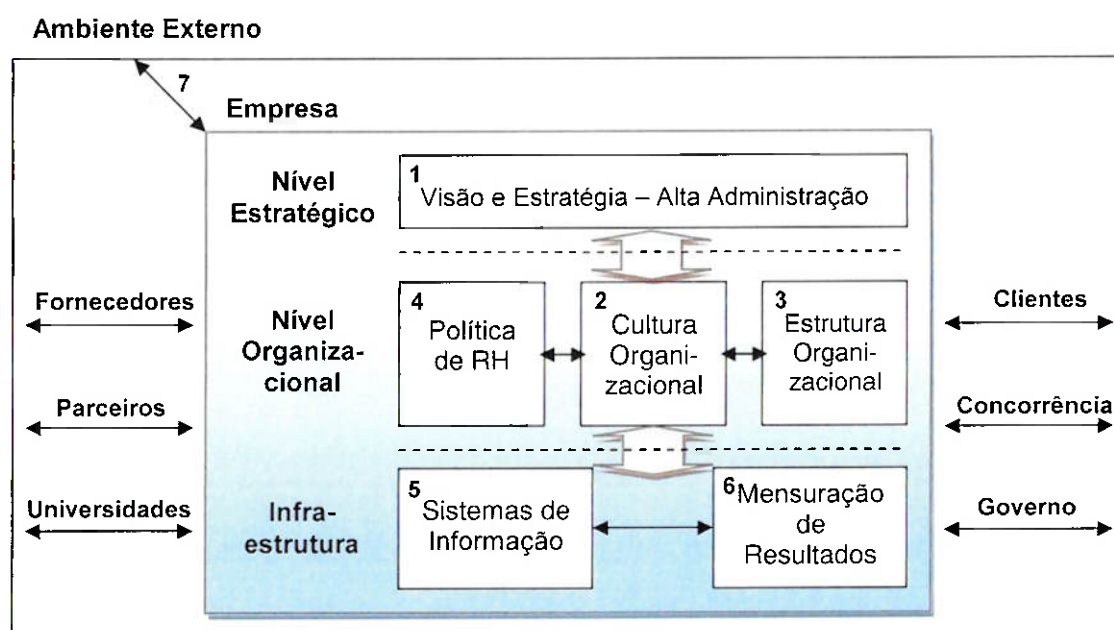 Ambiente Externo
7
Empresa
Nível
Estratégico
1
Visão e Estratégia – Alta Administração
Fornecedores
Parceiros
Universidades
Nível
Organiza-
cional
4
Política
de RH
2
Cultura
Organi-
zacional
3
Estrutura
Organi-
zacional
Clientes
Concorrência
Governo
Infra-
estrutura
5
Sistemas de
Informação
6
Mensuração
de
Resultados